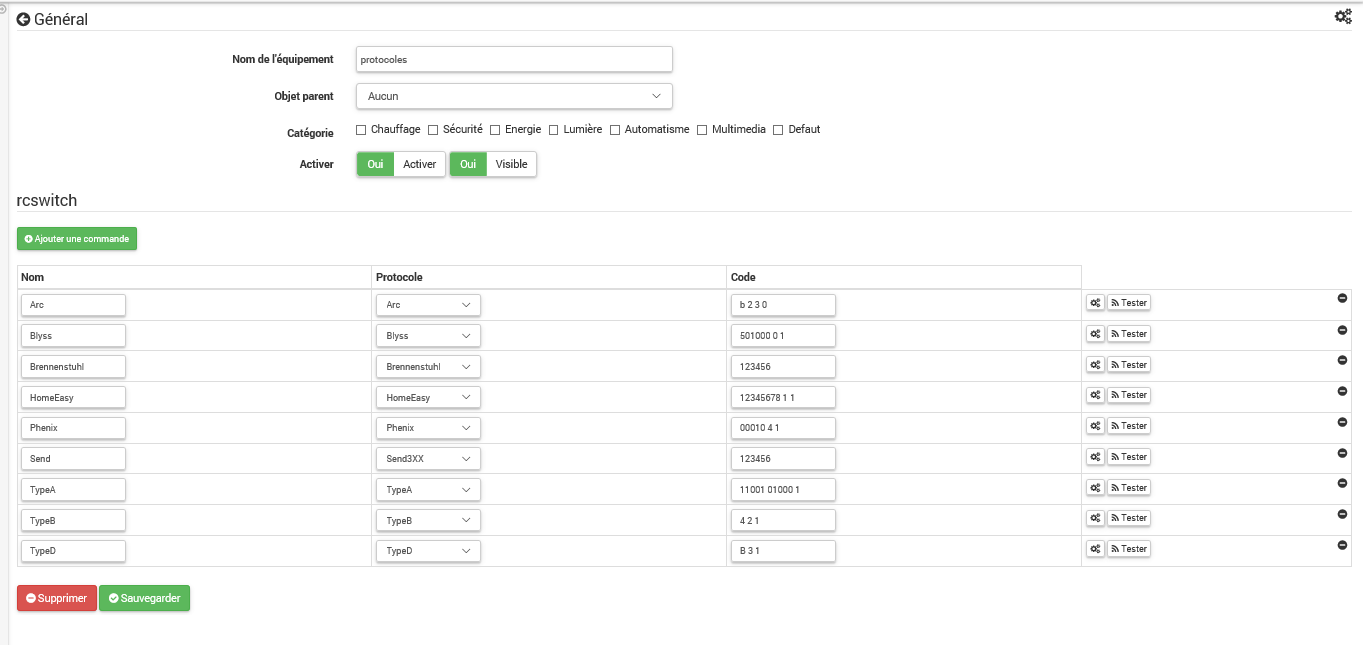 Général
Nom de l'équipement protocoles
Objet parent Aucun
Catégorie Chauffage Sécurité Energie Lumière Automatisme Multimedia Defaut
Activer Oui Activer Oui Visible
rcswitch
Ajouter une commande
Nom Protocole Code
Arc Arc b 2 3 0 Tester
Blyss Blyss 501000 0 1 Tester
Brennenstuhl Brennenstuhl 123456 Tester
HomeEasy HomeEasy 12345678 1 1 Tester
Phenix Phenix 00010 4 1 Tester
Send Send3XX 123456 Tester
TypeA TypeA 11001 01000 1 Tester
TypeB TypeB 4 2 1 Tester
TypeD TypeD B 3 1 Tester
Supprimer Sauvegarder